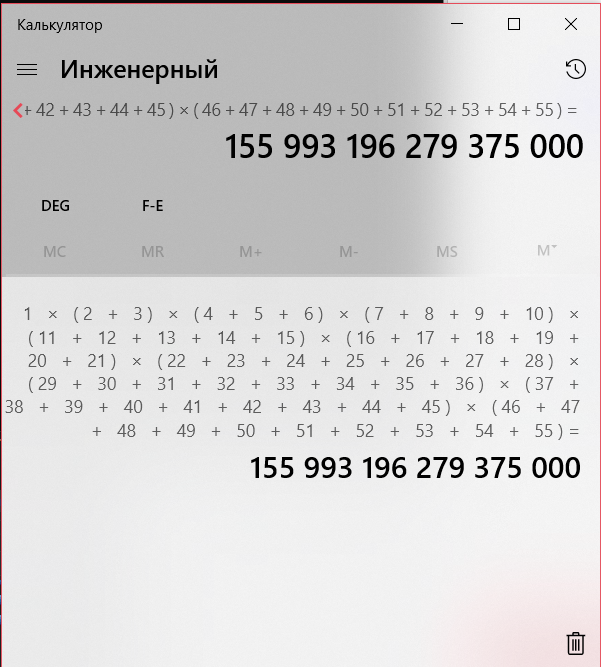 Калькулятор
Инженерный
+ 42 + 43 + 44 + 45 ) × ( 46 + 47 + 48 + 49 + 50 + 51 + 52 + 53 + 54 + 55 ) =
155 993 196 279 375 000
DEG F-E
MC MR M+ M- MS M˅
1 × ( 2 + 3 ) × ( 4 + 5 + 6 ) × ( 7 + 8 + 9 + 10 ) ×
( 11 + 12 + 13 + 14 + 15 ) × ( 16 + 17 + 18 + 19 +
20 + 21 ) × ( 22 + 23 + 24 + 25 + 26 + 27 + 28 ) ×
( 29 + 30 + 31 + 32 + 33 + 34 + 35 + 36 ) × ( 37 +
38 + 39 + 40 + 41 + 42 + 43 + 44 + 45 ) × ( 46 + 47
+ 48 + 49 + 50 + 51 + 52 + 53 + 54 + 55 ) =
155 993 196 279 375 000